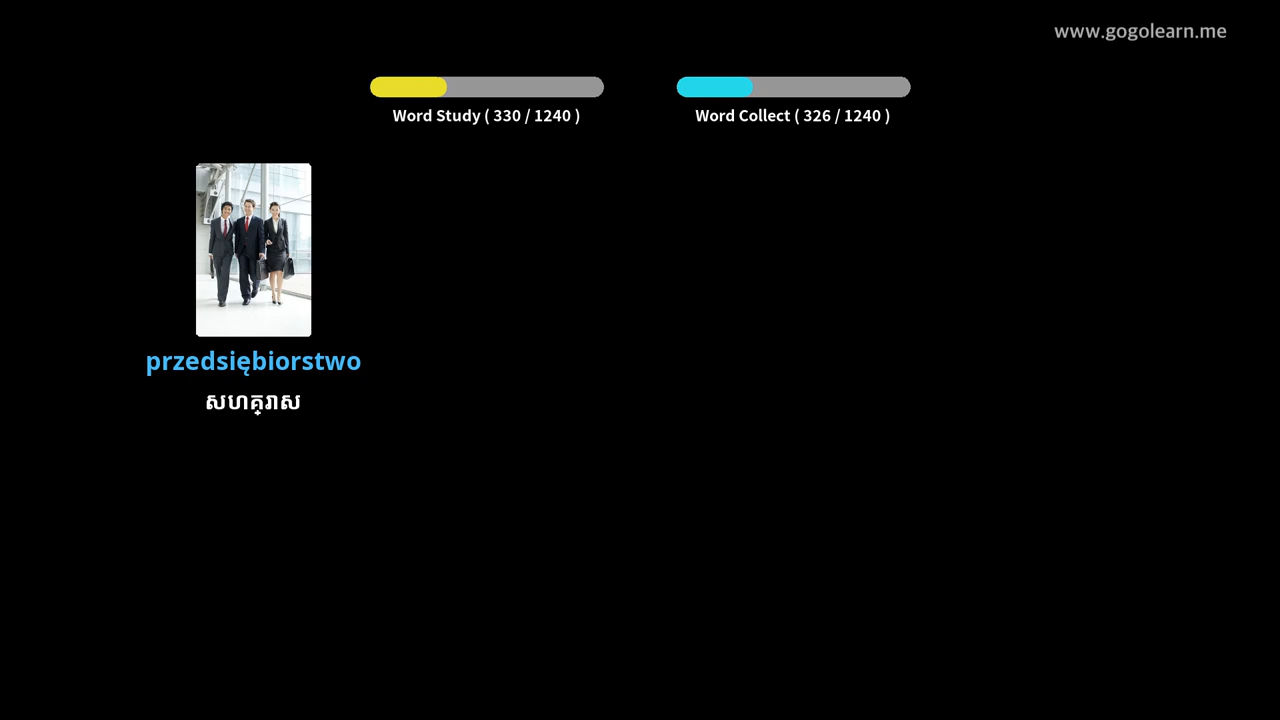 www.gogolearn.me
Word Study ( 330 / 1240 )
Word Collect ( 326 / 1240 )
przedsiębiorstwo
សហគ្រាស